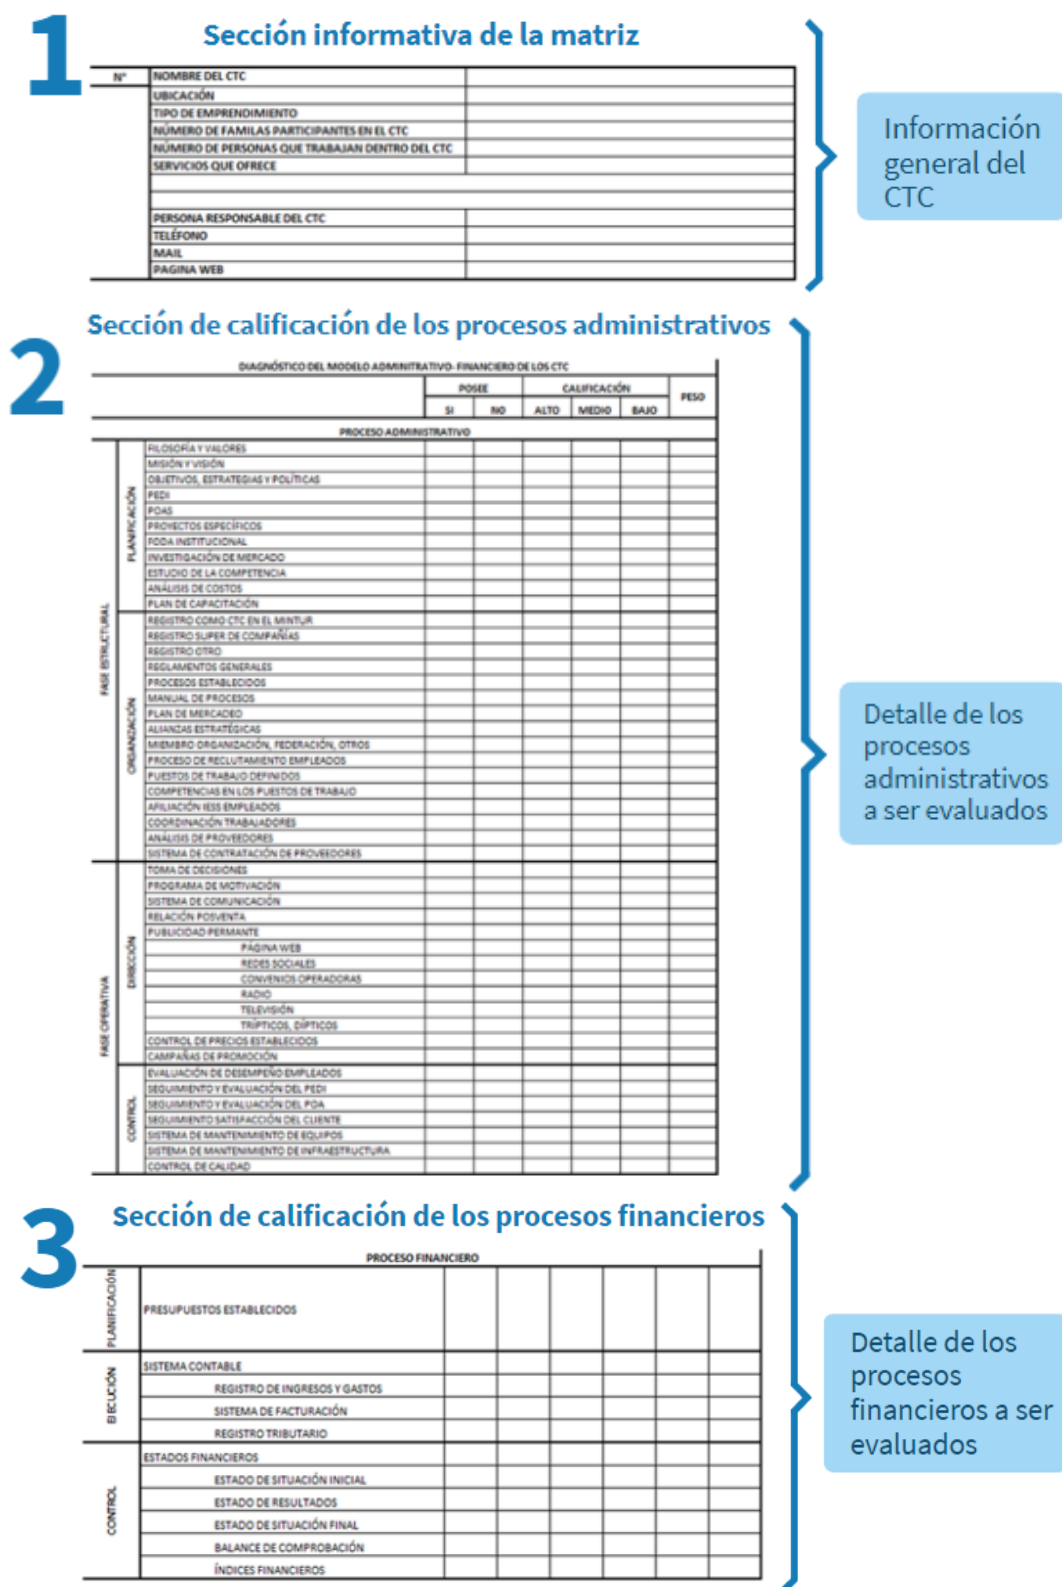 1
Sección informativa de la matriz
N° NOMBRE DEL CTC
UBICACIÓN
TIPO DE EMPRENDIMIENTO
NÚMERO DE FAMILAS PARTICIPANTES EN EL CTC
NÚMERO DE PERSONAS QUE TRABAJAN DENTRO DEL CTC
SERVICIOS QUE OFRECE
PERSONA RESPONSABLE DEL CTC
TELÉFONO
MAIL
PAGINA WEB
Información
general del
CTC
2
Sección de calificación de los procesos administrativos
DIAGNÓSTICO DEL MODELO ADMINITRATIVO- FINANCIERO DE LOS CTC
POSEE CALIFICACIÓN PESO
SI NO ALTO MEDIO BAJO
PROCESO ADMINISTRATIVO
FASE ESTRUCTURAL
PLANIFICACIÓN
FILOSOFÍA Y VALORES
MISIÓN Y VISIÓN
OBJETIVOS, ESTRATEGIAS Y POLÍTICAS
PEDI
POAS
PROYECTOS ESPECÍFICOS
FODA INSTITUCIONAL
INVESTIGACIÓN DE MERCADO
ESTUDIO DE LA COMPETENCIA
ANÁLISIS DE COSTOS
PLAN DE CAPACITACIÓN
ORGANIZACIÓN
REGISTRO COMO CTC EN EL MINTUR
REGISTRO SUPER DE COMPAÑÍAS
REGISTRO OTRO
REGLAMENTOS GENERALES
PROCESOS ESTABLECIDOS
MANUAL DE PROCESOS
PLAN DE MERCADEO
ALIANZAS ESTRATÉGICAS
MIEMBRO ORGANIZACIÓN, FEDERACIÓN, OTROS
PROCESO DE RECLUTAMIENTO EMPLEADOS
PUESTOS DE TRABAJO DEFINIDOS
COMPETENCIAS EN LOS PUESTOS DE TRABAJO
AFILIACIÓN IESS EMPLEADOS
COORDINACIÓN TRABAJADORES
ANÁLISIS DE PROVEEDORES
SISTEMA DE CONTRATACIÓN DE PROVEEDORES
FASE OPERATIVA
DIRECCIÓN
TOMA DE DECISIONES
PROGRAMA DE MOTIVACIÓN
SISTEMA DE COMUNICACIÓN
RELACIÓN POSVENTA
PUBLICIDAD PERMANTE
PÁGINA WEB
REDES SOCIALES
CONVENIOS OPERADORAS
RADIO
TELEVISIÓN
TRÍPTICOS, DÍPTICOS
CONTROL DE PRECIOS ESTABLECIDOS
CAMPAÑAS DE PROMOCIÓN
CONTROL
EVALUACIÓN DE DESEMPEÑO EMPLEADOS
SEGUIMIENTO Y EVALUACIÓN DEL PEDI
SEGUIMIENTO Y EVALUACIÓN DEL POA
SEGUIMIENTO SATISFACCIÓN DEL CLIENTE
SISTEMA DE MANTENIMIENTO DE EQUIPOS
SISTEMA DE MANTENIMIENTO DE INFRAESTRUCTURA
CONTROL DE CALIDAD
Detalle de los
procesos
administrativos
a ser evaluados
3
Sección de calificación de los procesos financieros
PROCESO FINANCIERO
PLANIFICACIÓN
PRESUPUESTOS ESTABLECIDOS
EJECUCIÓN
SISTEMA CONTABLE
REGISTRO DE INGRESOS Y GASTOS
SISTEMA DE FACTURACIÓN
REGISTRO TRIBUTARIO
CONTROL
ESTADOS FINANCIEROS
ESTADO DE SITUACIÓN INICIAL
ESTADO DE RESULTADOS
ESTADO DE SITUACIÓN FINAL
BALANCE DE COMPROBACIÓN
ÍNDICES FINANCIEROS
Detalle de los
procesos
financieros a ser
evaluados